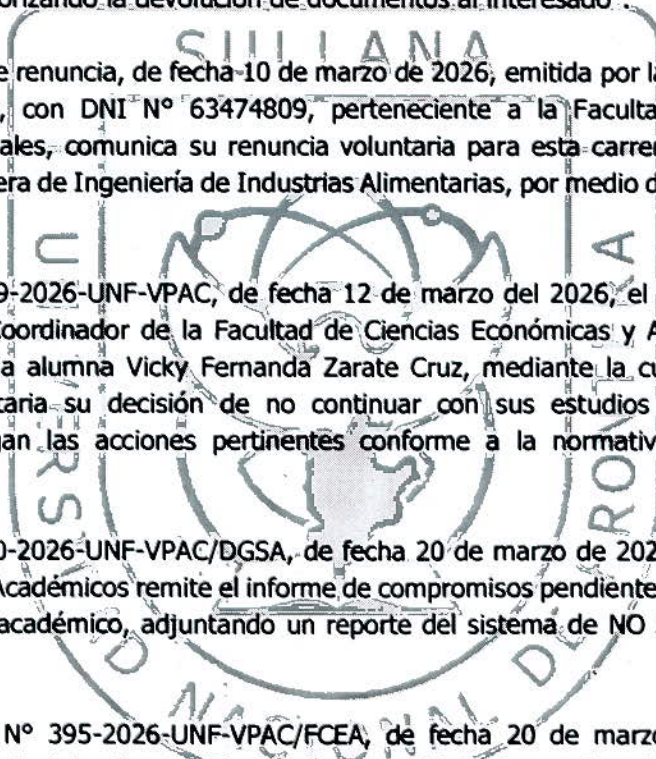 orizando la devolución de documentos al interesado".
SULLANA
e renuncia, de fecha 10 de marzo de 2026, emitida por la
, con DNI N° 63474809, perteneciente a la Faculta
ales, comunica su renuncia voluntaria para esta carrer
era de Ingeniería de Industrias Alimentarias, por medio d
9-2026-UNF-VPAC, de fecha 12 de marzo del 2026, el
Coordinador de la Facultad de Ciencias Económicas y A
a alumna Vicky Fernanda Zarate Cruz, mediante la cu
taria su decisión de no continuar con sus estudios
gan las acciones pertinentes conforme a la normativ
0-2026-UNF-VPAC/DGSA, de fecha 20 de marzo de 202
Académicos remite el informe de compromisos pendiente
académico, adjuntando un reporte del sistema de NO
N° 395-2026-UNF-VPAC/FCEA, de fecha 20 de marzo
UNIVERSIDAD NACIONAL DE FRONTERA